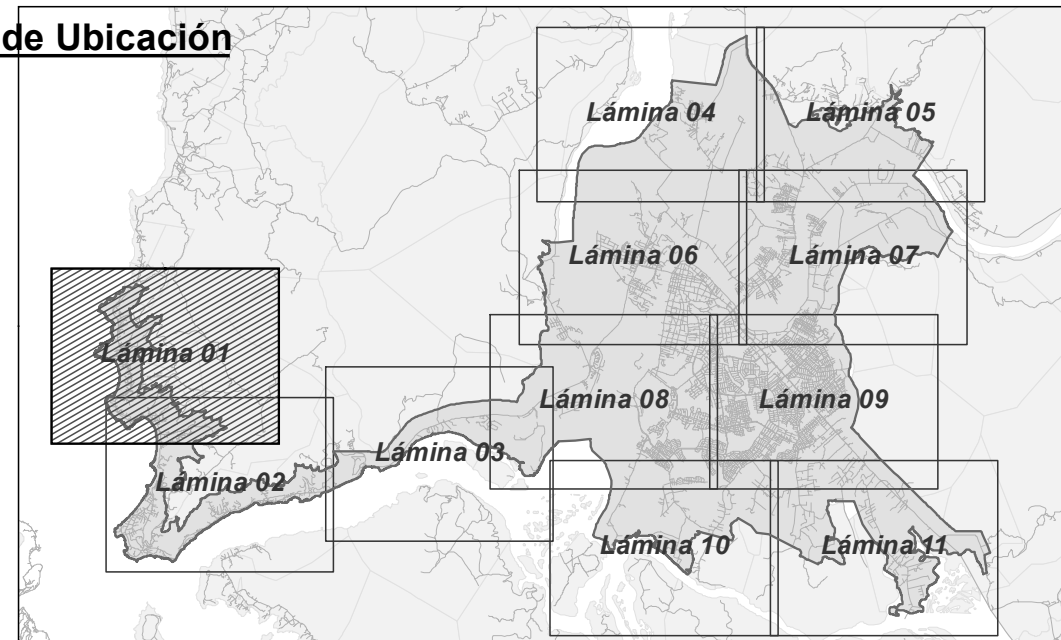 de Ubicación
Lámina 04
Lámina 05
Lámina 06
Lámina 07
Lámina 01
Lámina 08
Lámina 09
Lámina 03
Lámina 02
Lámina 10
Lámina 11